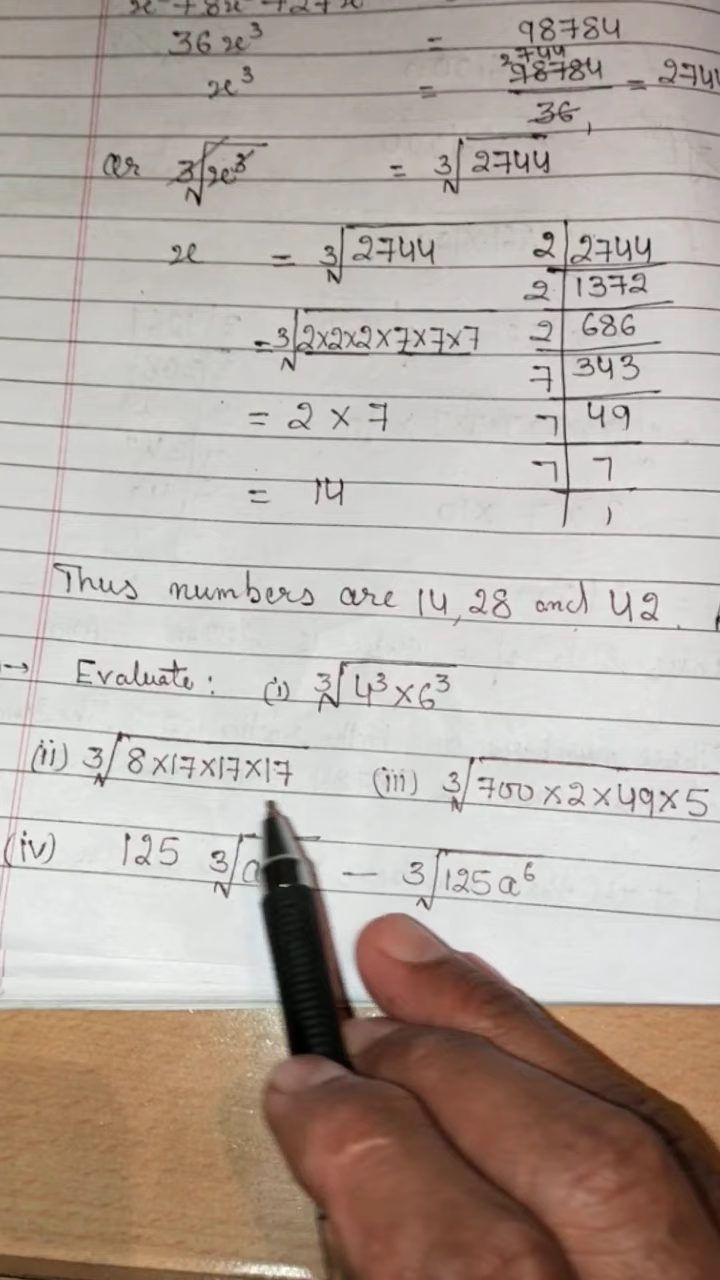 36x³ = 98784
x³ = 2744 98784 / 36, = 274
or ∛x³ = ∛2744
x = ∛2744 2 | 2744
2 | 1372
= ∛2×2×2×7×7×7 2 | 686
7 | 343
= 2 × 7 7 | 49
7 | 7
= 14 1
Thus numbers are 14, 28 and 42.
→ Evaluate: (i) ∛4³×6³
(ii) ∛8×17×17×17 (iii) ∛700×2×49×5
(iv) 125 ∛a — ∛125a⁶